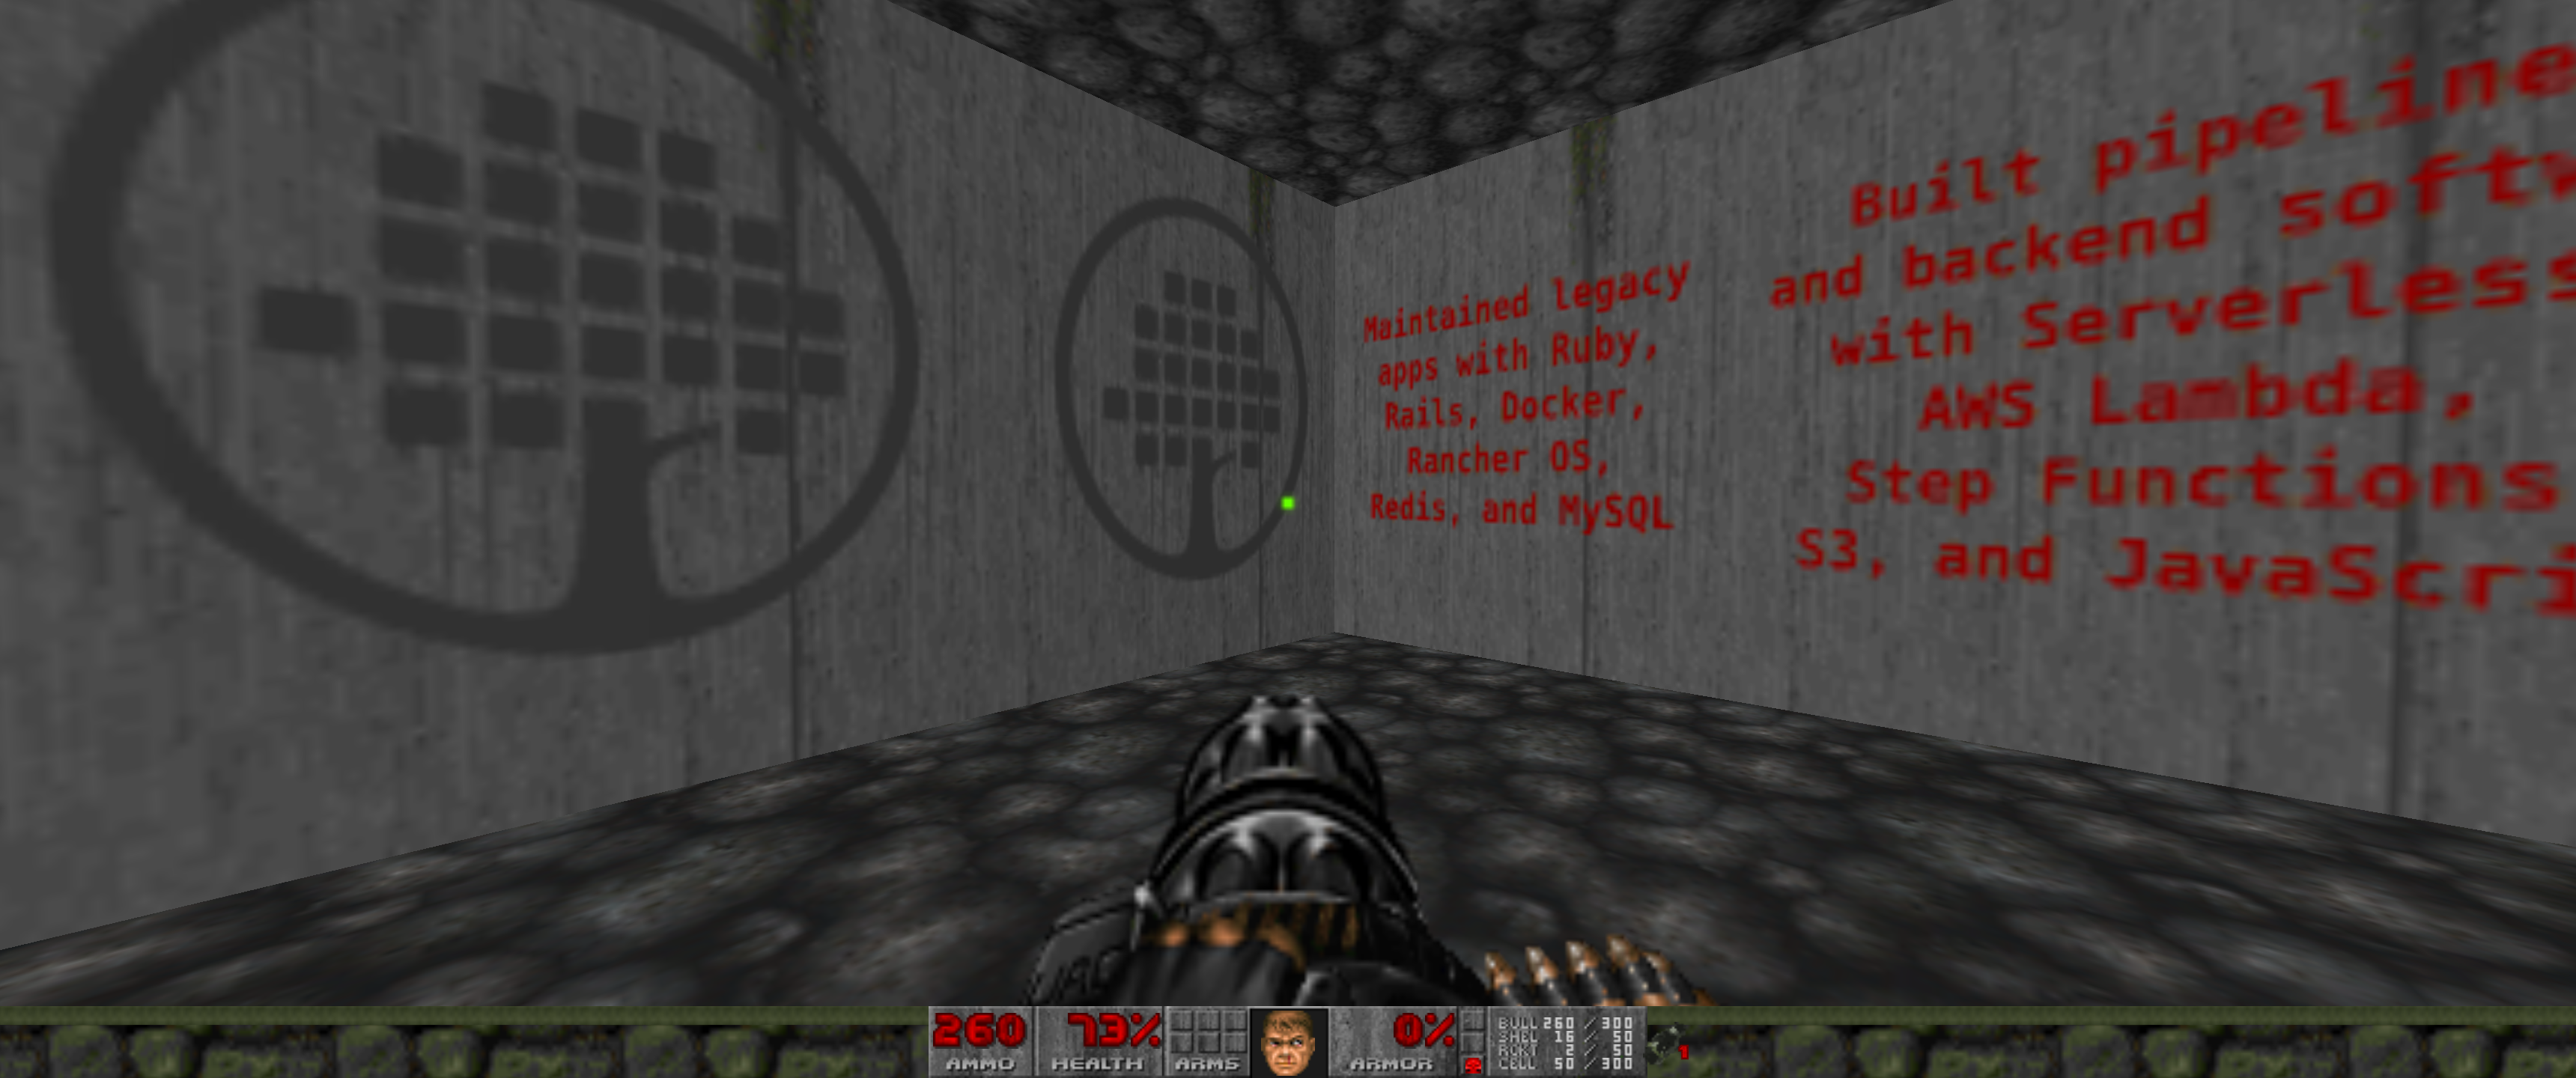 Maintained legacy
apps with Ruby,
Rails, Docker,
Rancher OS,
Redis, and MySQL
Built pipeline
and backend softw
with Serverless
AWS Lambda,
Step Functions
S3, and JavaScri
260
AMMO
73%
HEALTH
ARMS
0%
ARMOR
BULL 260 / 300
SHEL 16 / 50
RCKT 2 / 50
CELL 50 / 300
1